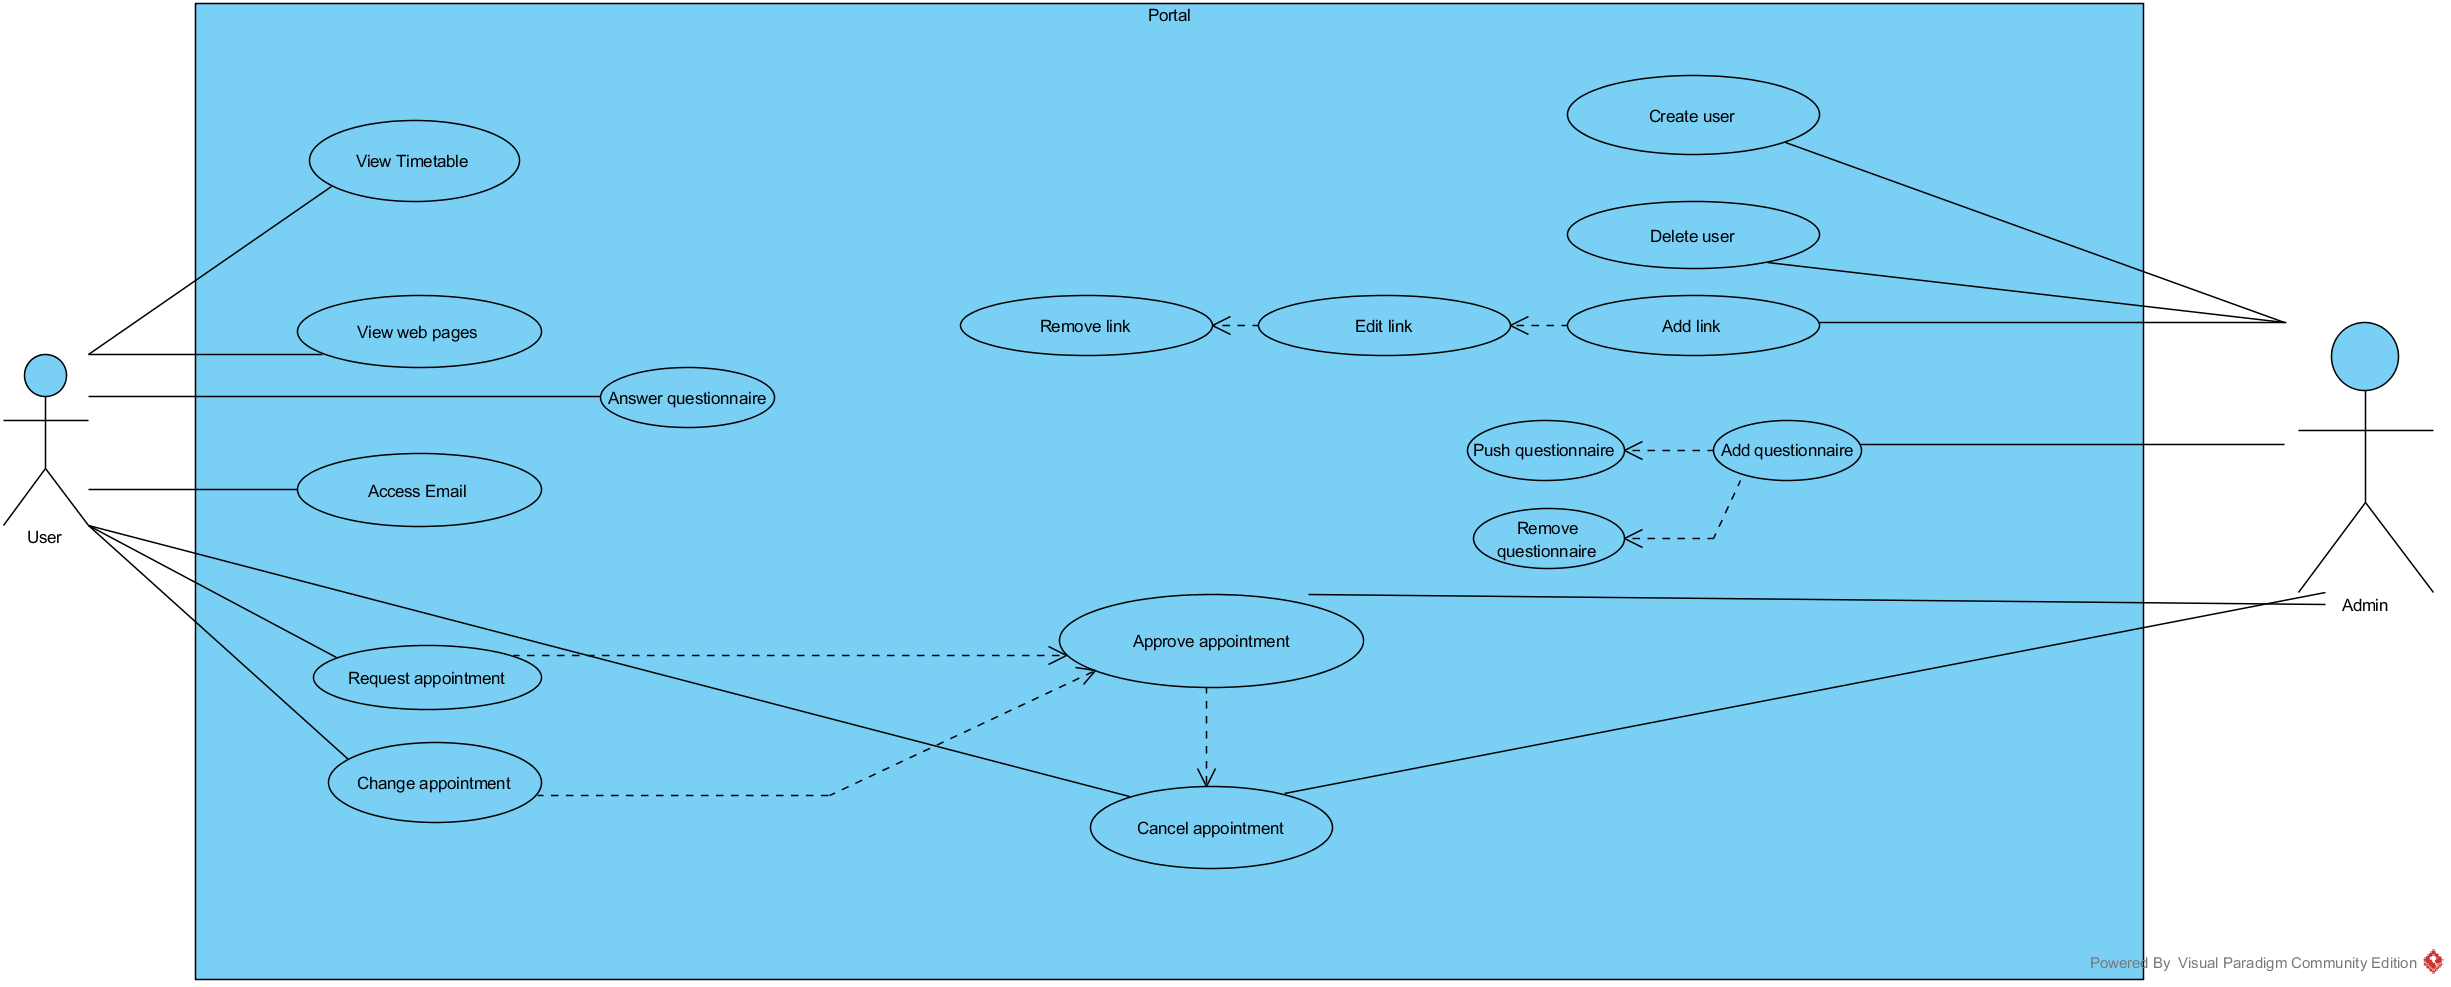 Portal
Create user
View Timetable
Delete user
Remove link
Edit link
Add link
View web pages
Answer questionnaire
Push questionnaire
Add questionnaire
Access Email
Remove
questionnaire
User
Admin
Approve appointment
Request appointment
Change appointment
Cancel appointment
Powered By Visual Paradigm Community Edition